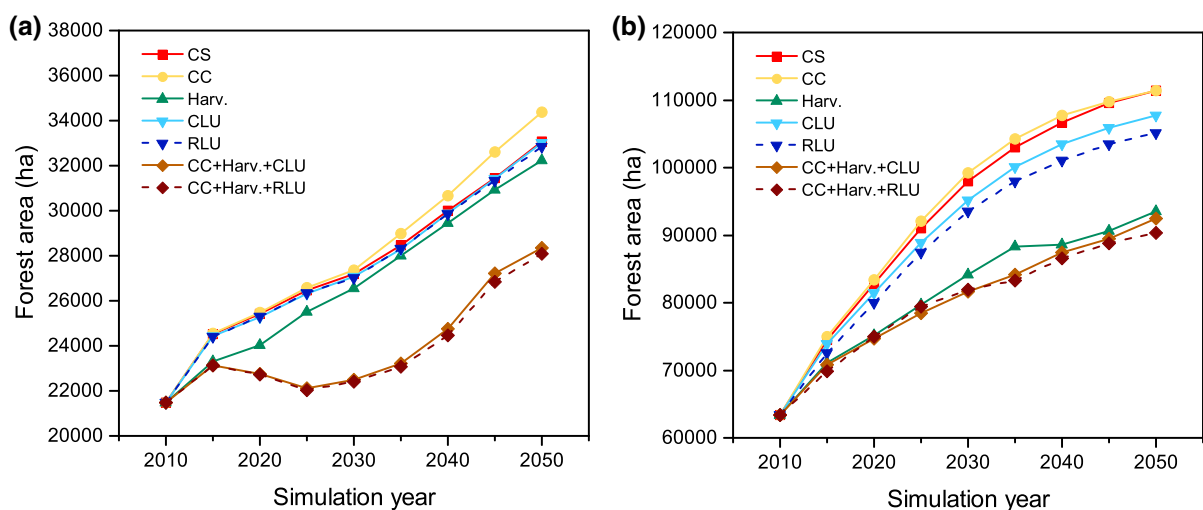 (a)
38000
36000
34000
32000
30000
28000
26000
24000
22000
20000
Forest area (ha)
CS
CC
Harv.
CLU
RLU
CC+Harv.+CLU
CC+Harv.+RLU
2010
2020
2030
2040
2050
Simulation year
(b)
120000
110000
100000
90000
80000
70000
60000
Forest area (ha)
CS
CC
Harv.
CLU
RLU
CC+Harv.+CLU
CC+Harv.+RLU
2010
2020
2030
2040
2050
Simulation year